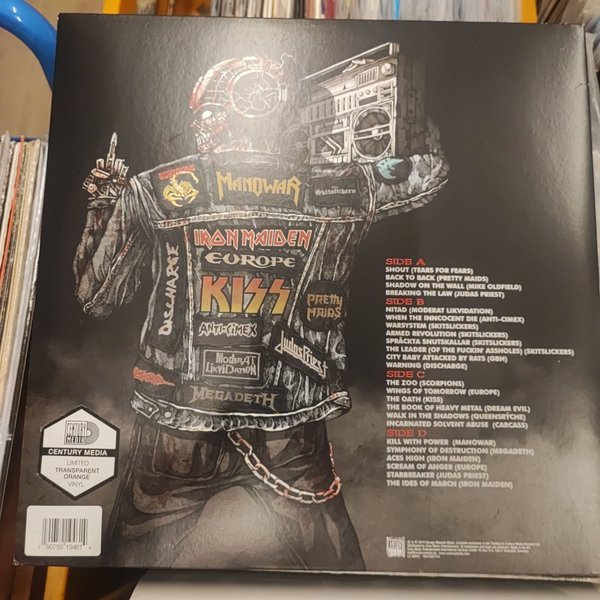 SCORPIONS
MANOWAR
Skitslickers
IRON MAIDEN
EUROPE
KISS
DISCHARGE
PRETTY
MAIDS
ANTI-CIMEX
JudasPriest
MODERAT
LIKVIDATION
MEGADETH
SIDE A
SHOUT (TEARS FOR FEARS)
BACK TO BACK (PRETTY MAIDS)
SHADOW ON THE WALL (MIKE OLDFIELD)
BREAKING THE LAW (JUDAS PRIEST)
SIDE B
NITAD (MODERAT LIKVIDATION)
WHEN THE INNCOCENT DIE (ANTI-CIMEX)
WARSYSTEM (SKITSLICKERS)
ARMED REVOLUTION (SKITSLICKERS)
SPRÄCKTA SNUTSKALLAR (SKITSLICKERS)
THE LEADER (OF THE FUCKIN' ASSHOLES) (SKITSLICKERS)
CITY BABY ATTACKED BY RATS (GBH)
WARNING (DISCHARGE)
SIDE C
THE ZOO (SCORPIONS)
WINGS OF TOMORROW (EUROPE)
THE OATH (KISS)
THE BOOK OF HEAVY METAL (DREAM EVIL)
WALK IN THE SHADOWS (QUEENSRŸCHE)
INCARNATED SOLVENT ABUSE (CARCASS)
SIDE D
KILL WITH POWER (MANOWAR)
SYMPHONY OF DESTRUCTION (MEGADETH)
ACES HIGH (IRON MAIDEN)
SCREAM OF ANGER (EUROPE)
STARBREAKER (JUDAS PRIEST)
THE IDES OF MARCH (IRON MAIDEN)
CENTURY
MEDIA
CENTURY MEDIA
LIMITED
TRANSPARENT
ORANGE
VINYL